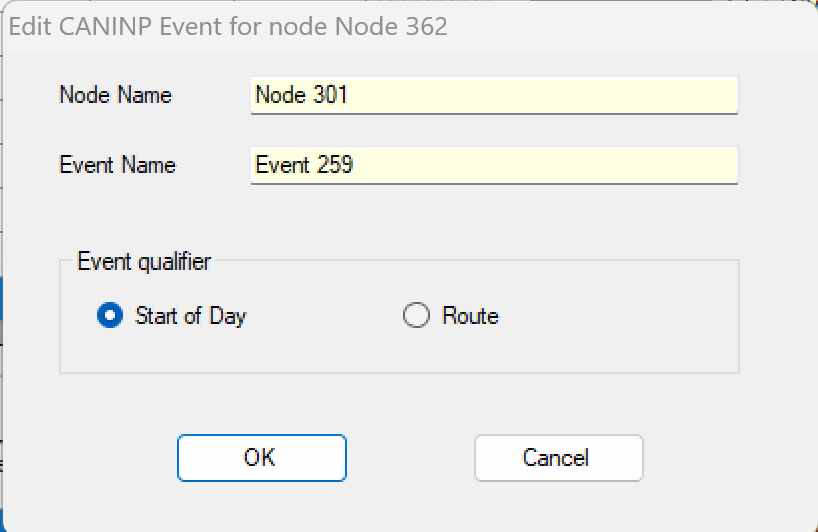 Edit CANINP Event for node Node 362
Node Name Node 301
Event Name Event 259
Event qualifier
Start of Day Route
OK Cancel